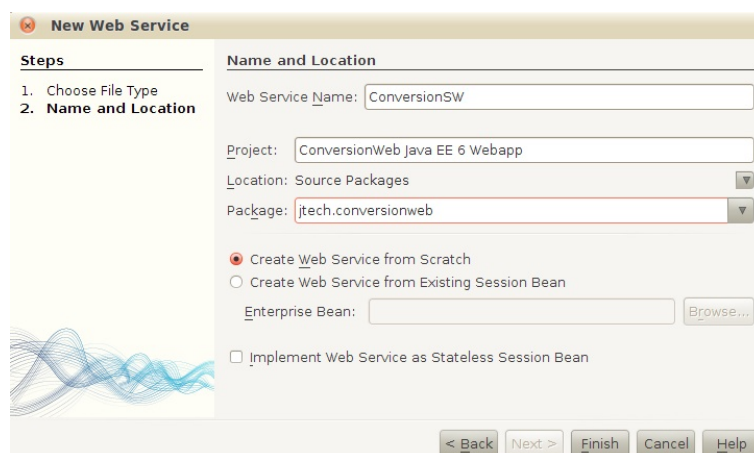 New Web Service
Steps
1. Choose File Type
2. Name and Location
Name and Location
Web Service Name: ConversionSW
Project: ConversionWeb Java EE 6 Webapp
Location: Source Packages
Package: jtech.conversionweb
Create Web Service from Scratch
Create Web Service from Existing Session Bean
Enterprise Bean: Browse...
Implement Web Service as Stateless Session Bean
< Back Next > Finish Cancel Help